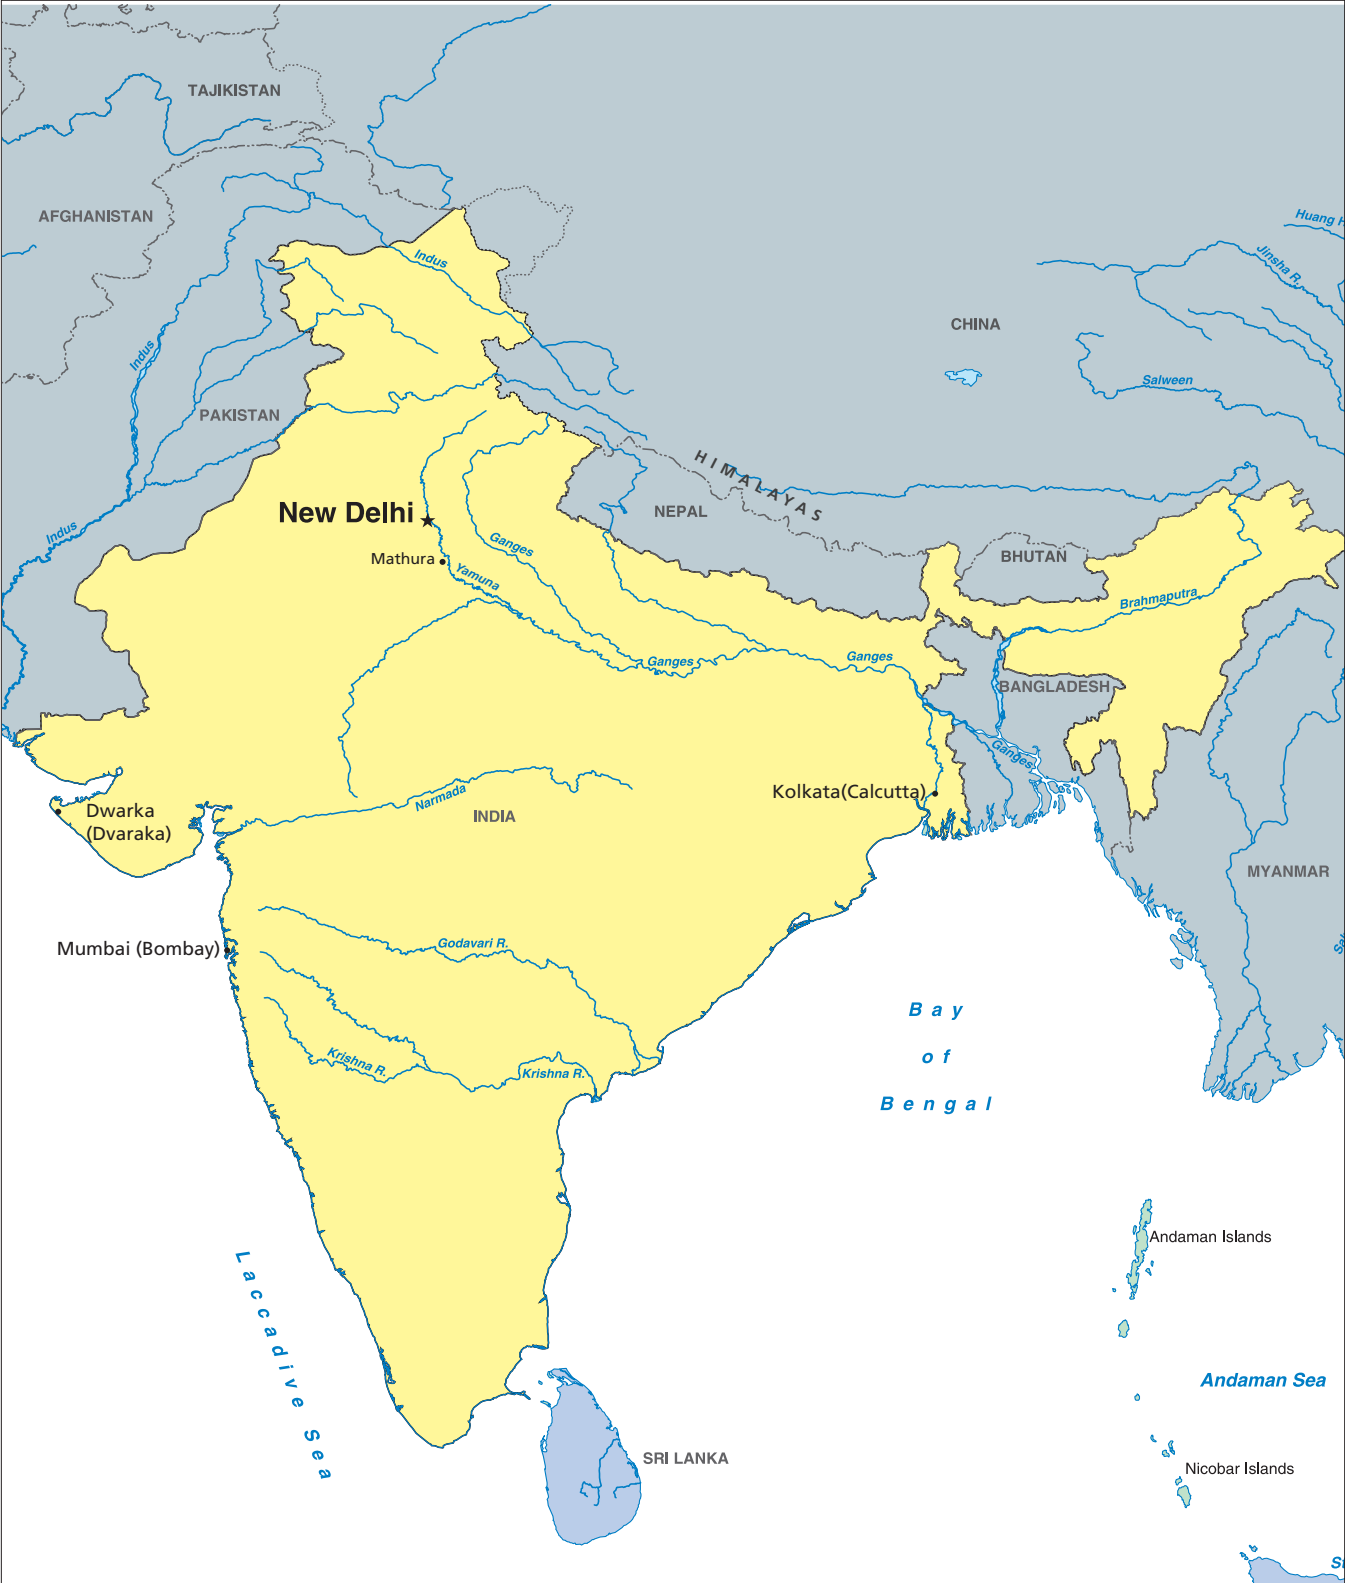 TAJIKISTAN
AFGHANISTAN
Huang H
Jinsha R.
Indus
CHINA
Indus
Salween
PAKISTAN
HIMALAYAS
New Delhi
NEPAL
Indus
Ganges
Mathura
BHUTAN
Yamuna
Brahmaputra
Ganges
Ganges
BANGLADESH
Ganges
Kolkata(Calcutta)
Narmada
Dwarka
(Dvaraka)
INDIA
MYANMAR
Godavari R.
Mumbai (Bombay)
Sal
Bay
of
Bengal
Krishna R.
Krishna R.
Andaman Islands
Laccadive Sea
Andaman Sea
SRI LANKA
Nicobar Islands
St